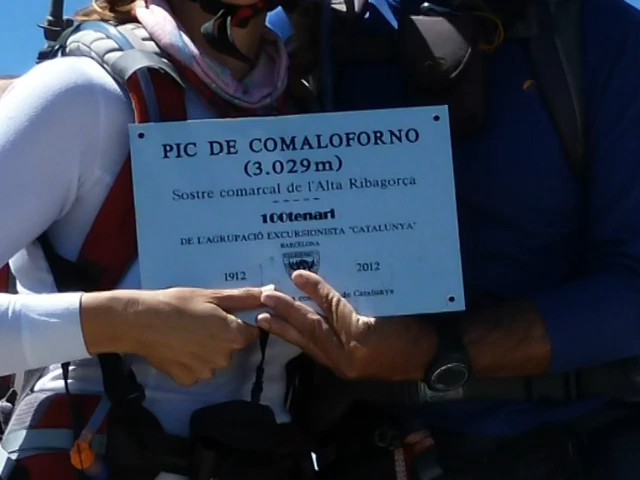 PIC DE COMALOFORNO
(3.029m)
Sostre comarcal de l'Alta Ribagorça
100tenari
DE L'AGRUPACIÓ EXCURSIONISTA "CATALUNYA"
BARCELONA
1912 2012
de Catalunya